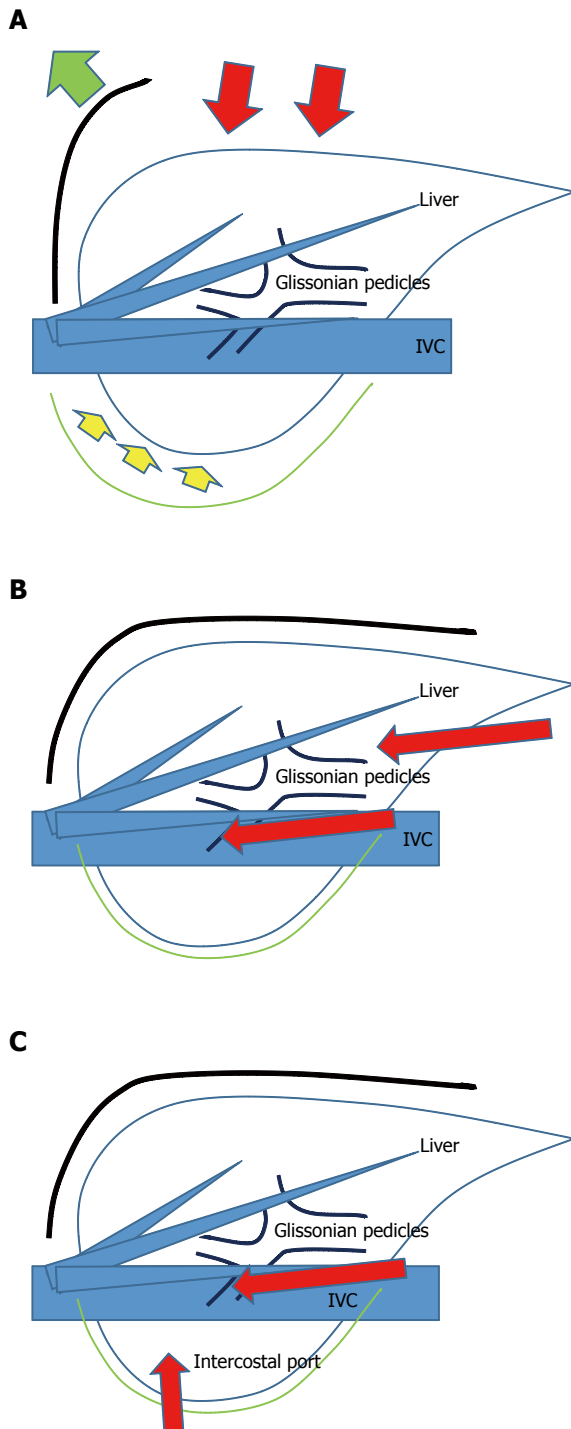 A
Liver
Glissonian pedicles
IVC
B
Liver
Glissonian pedicles
IVC
C
Liver
Glissonian pedicles
IVC
Intercostal port